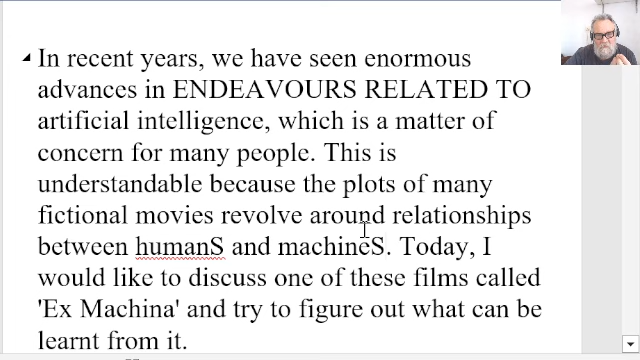 In recent years, we have seen enormous
advances in ENDEAVOURS RELATED TO
artificial intelligence, which is a matter of
concern for many people. This is
understandable because the plots of many
fictional movies revolve around relationships
between humanS and machineS. Today, I
would like to discuss one of these films called
'Ex Machina' and try to figure out what can be
learnt from it.